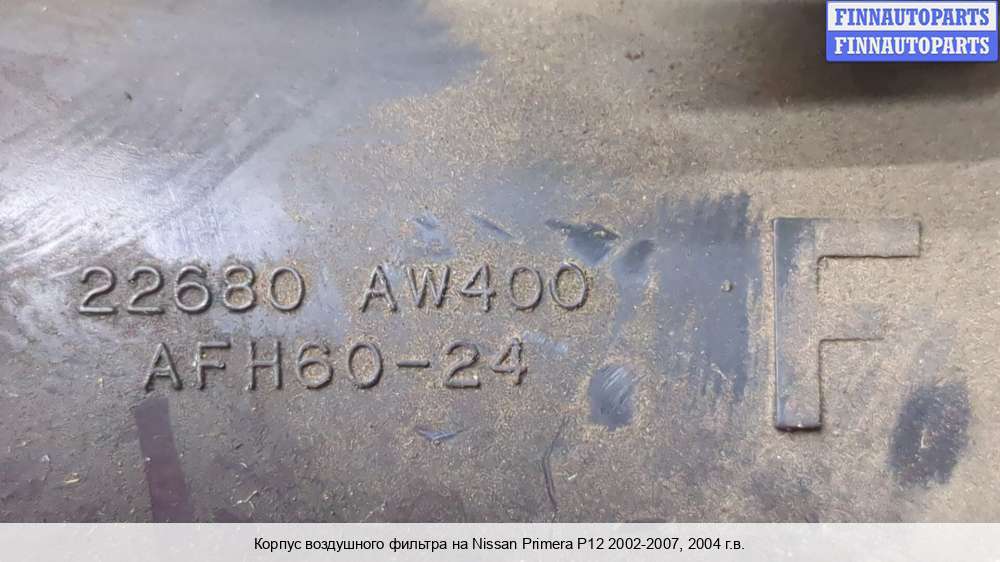 FINNAUTOPARTS
FINNAUTOPARTS
22680 AW400
AFH60-24
F
Корпус воздушного фильтра на Nissan Primera P12 2002-2007, 2004 г.в.